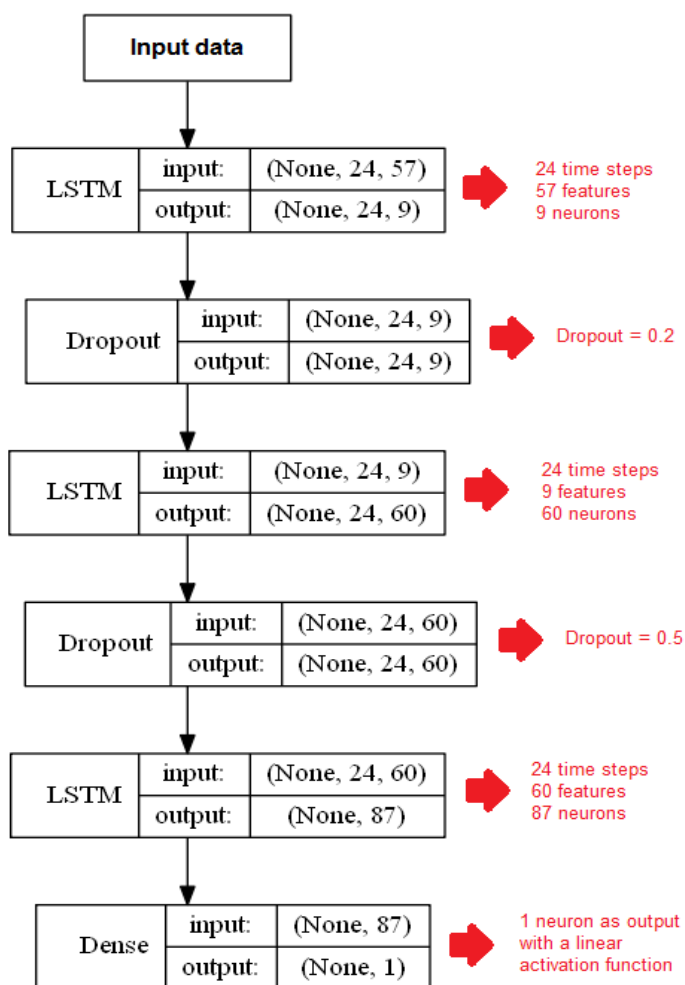 Input data
LSTM
input: (None, 24, 57)
output: (None, 24, 9)
24 time steps
57 features
9 neurons
Dropout
input: (None, 24, 9)
output: (None, 24, 9)
Dropout = 0.2
LSTM
input: (None, 24, 9)
output: (None, 24, 60)
24 time steps
9 features
60 neurons
Dropout
input: (None, 24, 60)
output: (None, 24, 60)
Dropout = 0.5
LSTM
input: (None, 24, 60)
output: (None, 87)
24 time steps
60 features
87 neurons
Dense
input: (None, 87)
output: (None, 1)
1 neuron as output
with a linear
activation function